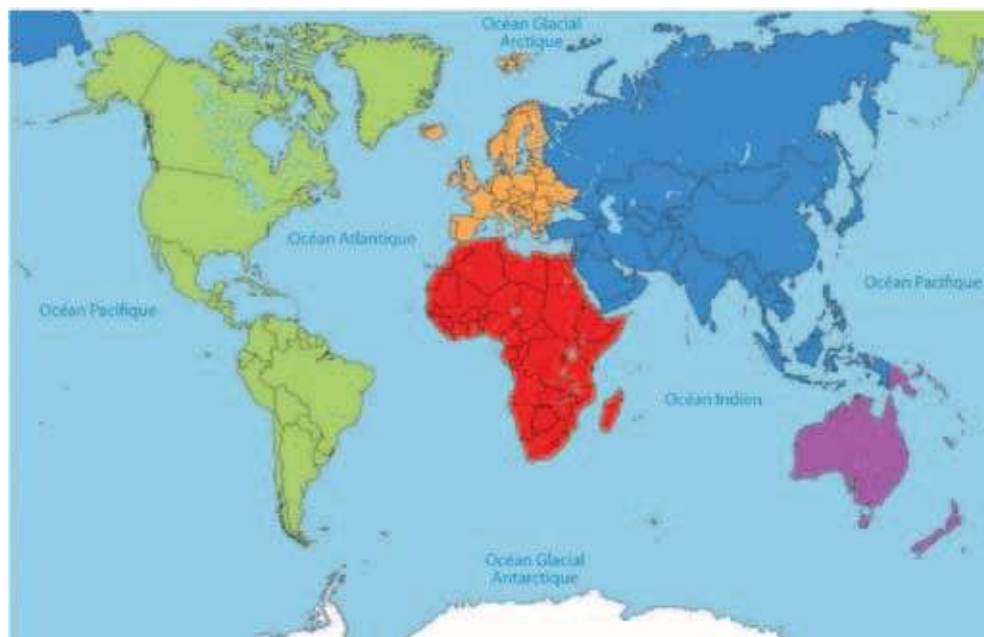 Océan Glacial
Arctique
Océan Atlantique
Océan Pacifique
Océan Pacifique
Océan Indien
Océan Glacial
Antarctique